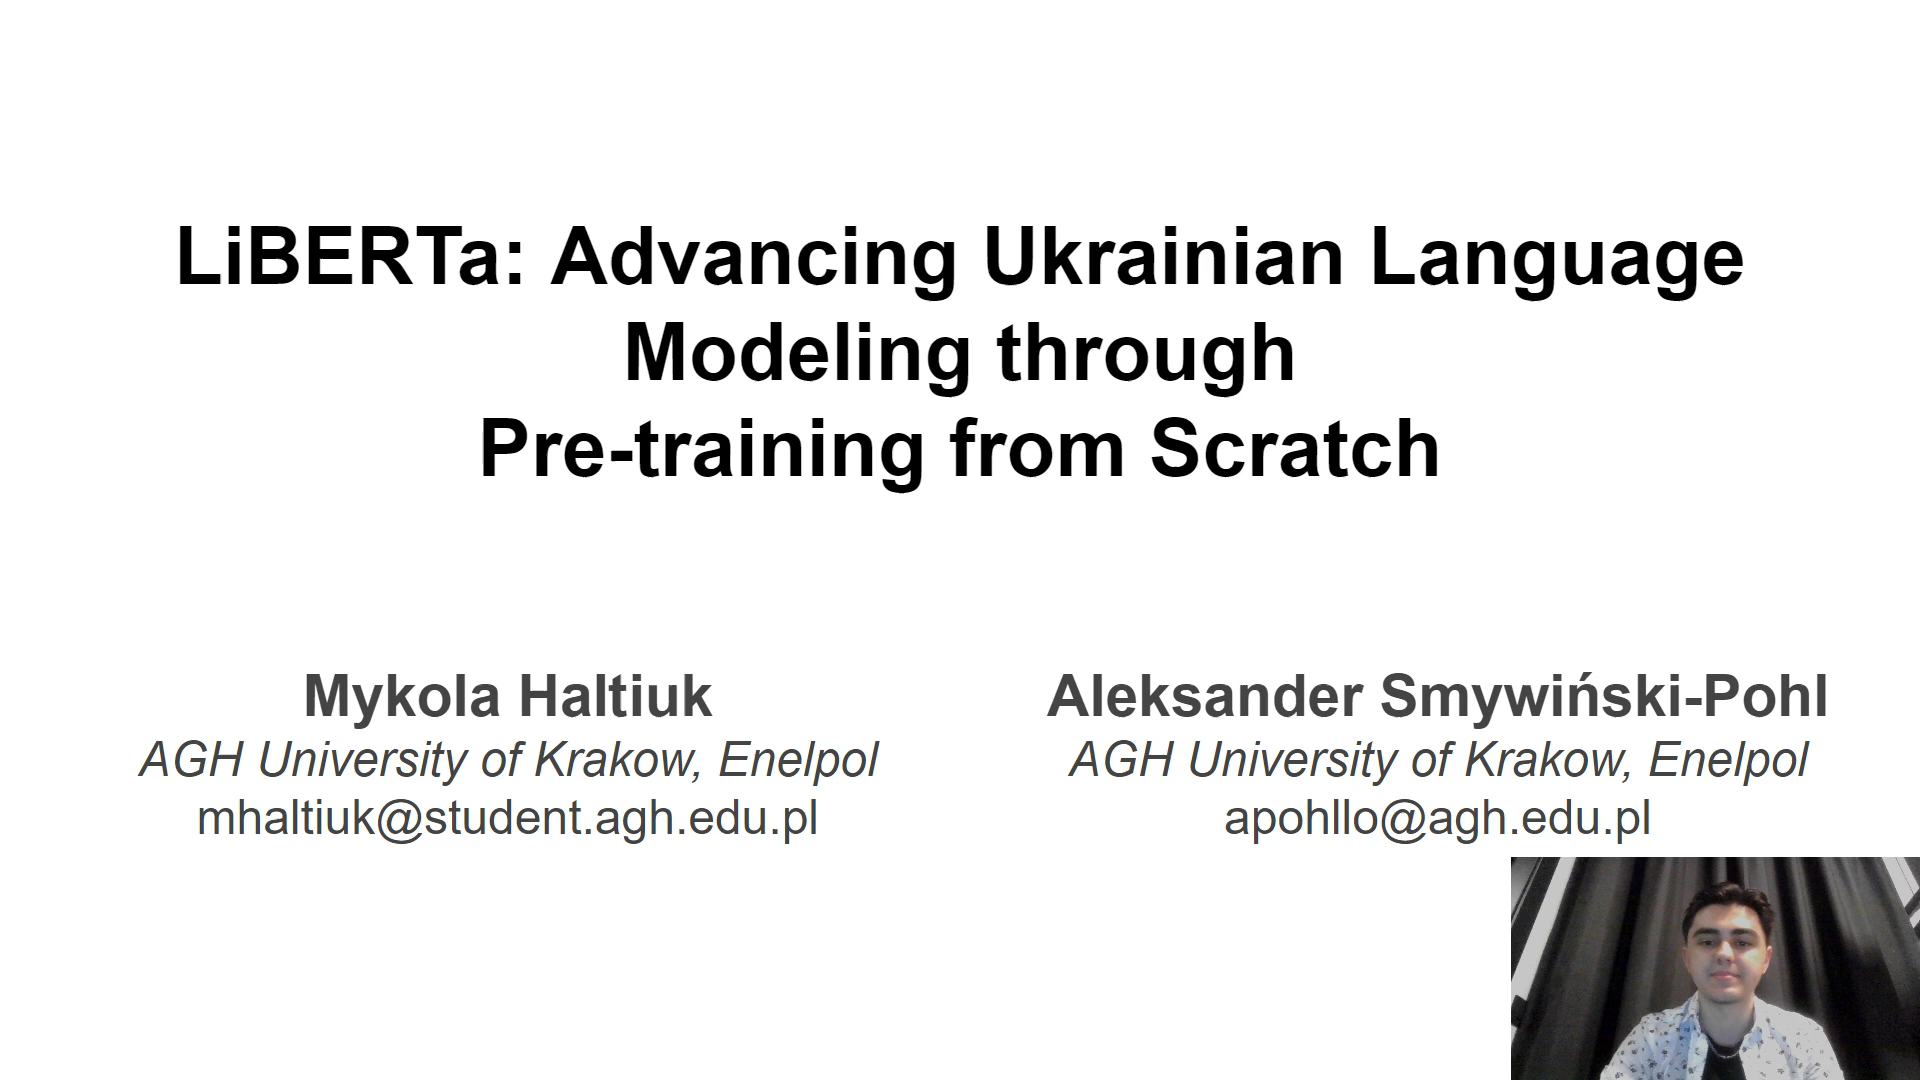 LiBERTa: Advancing Ukrainian Language
Modeling through
Pre-training from Scratch
Mykola Haltiuk
AGH University of Krakow, Enelpol
mhaltiuk@student.agh.edu.pl
Aleksander Smywiński-Pohl
AGH University of Krakow, Enelpol
apohllo@agh.edu.pl